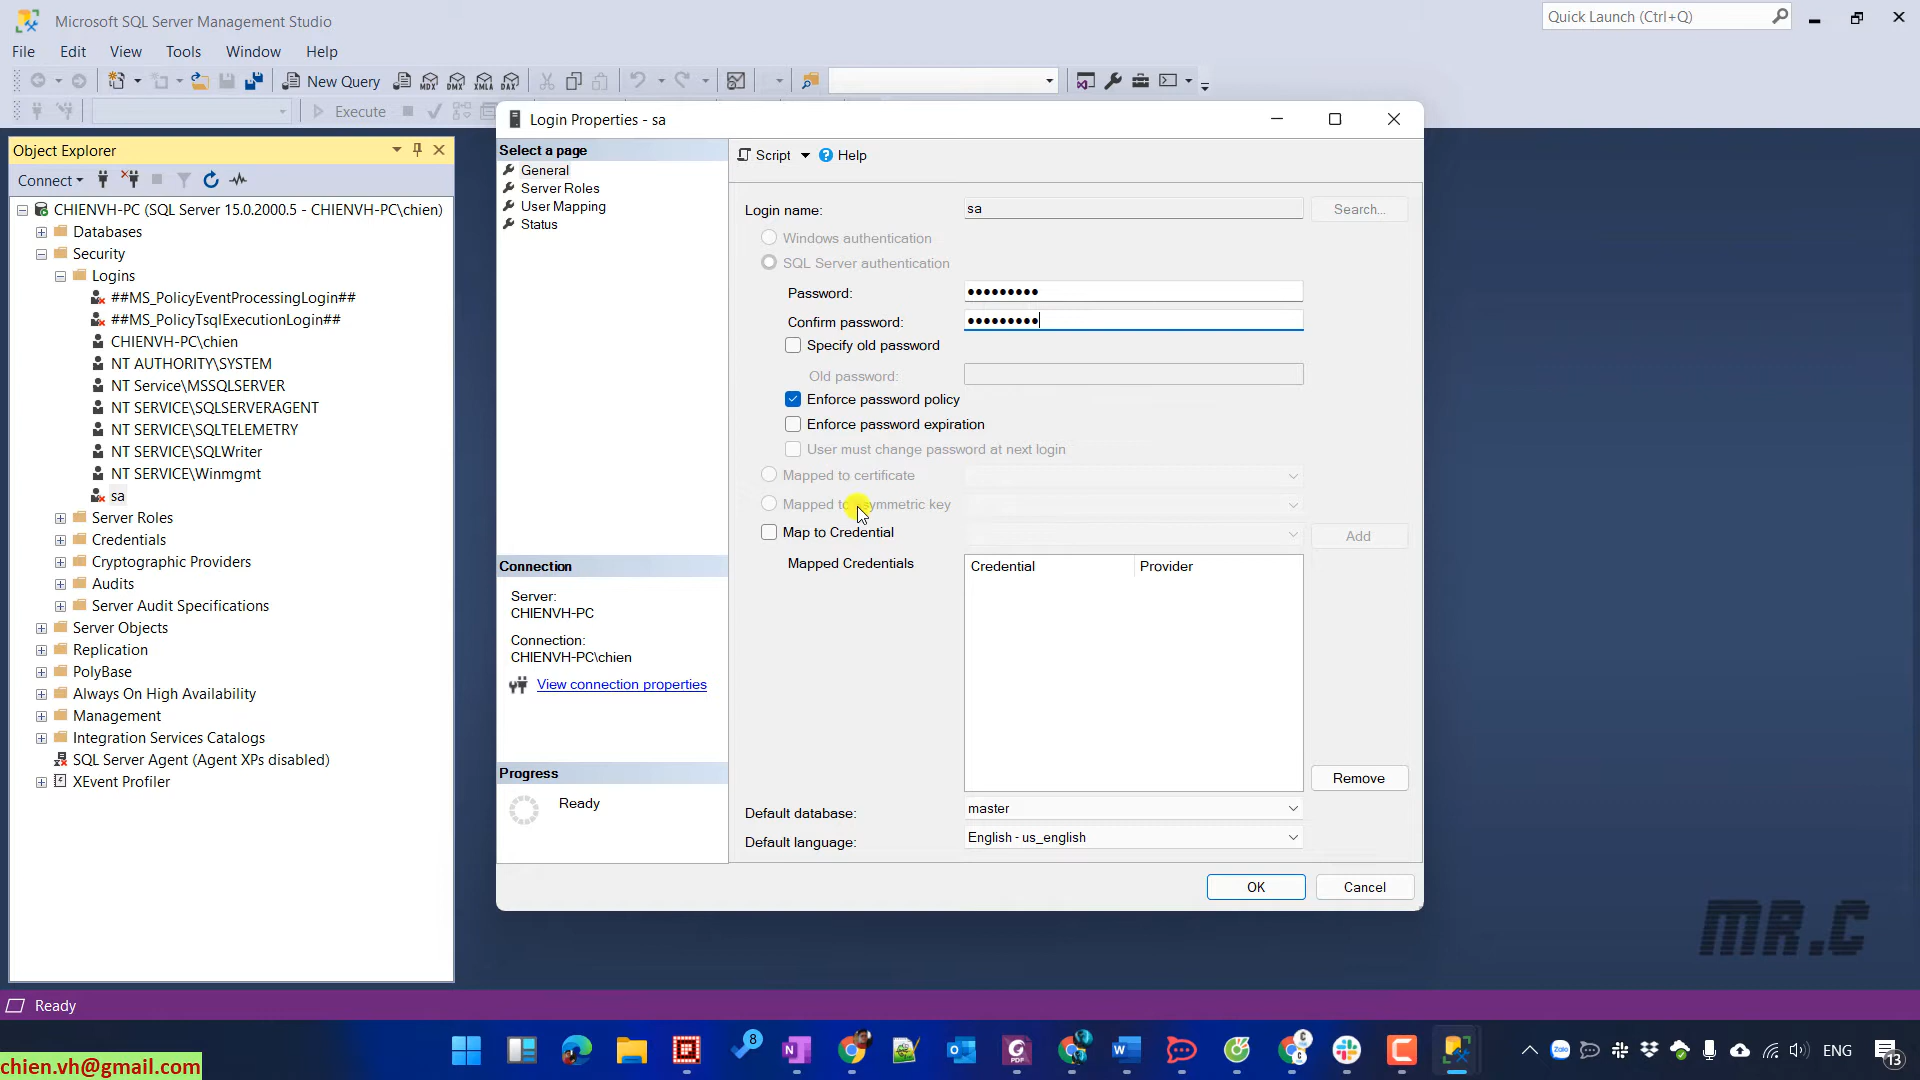 Microsoft SQL Server Management Studio
Quick Launch (Ctrl+Q)
File Edit View Tools Window Help
New Query
MDX DMX XMLA DAX
Execute
Object Explorer
Connect
CHIENVH-PC (SQL Server 15.0.2000.5 - CHIENVH-PC\chien)
Databases
Security
Logins
##MS_PolicyEventProcessingLogin##
##MS_PolicyTsqlExecutionLogin##
CHIENVH-PC\chien
NT AUTHORITY\SYSTEM
NT Service\MSSQLSERVER
NT SERVICE\SQLSERVERAGENT
NT SERVICE\SQLTELEMETRY
NT SERVICE\SQLWriter
NT SERVICE\Winmgmt
sa
Server Roles
Credentials
Cryptographic Providers
Audits
Server Audit Specifications
Server Objects
Replication
PolyBase
Always On High Availability
Management
Integration Services Catalogs
SQL Server Agent (Agent XPs disabled)
XEvent Profiler
Login Properties - sa
Select a page
General
Server Roles
User Mapping
Status
Connection
Server:
CHIENVH-PC
Connection:
CHIENVH-PC\chien
View connection properties
Progress
Ready
Script Help
Login name: sa Search...
Windows authentication
SQL Server authentication
Password: •••••••••
Confirm password: •••••••••
Specify old password
Old password:
Enforce password policy
Enforce password expiration
User must change password at next login
Mapped to certificate
Mapped to symmetric key
Map to Credential Add
Mapped Credentials Credential Provider
Remove
Default database: master
Default language: English - us_english
OK Cancel
MR.C
Ready
chien.vh@gmail.com
8
PDF
Zalo
ENG
13